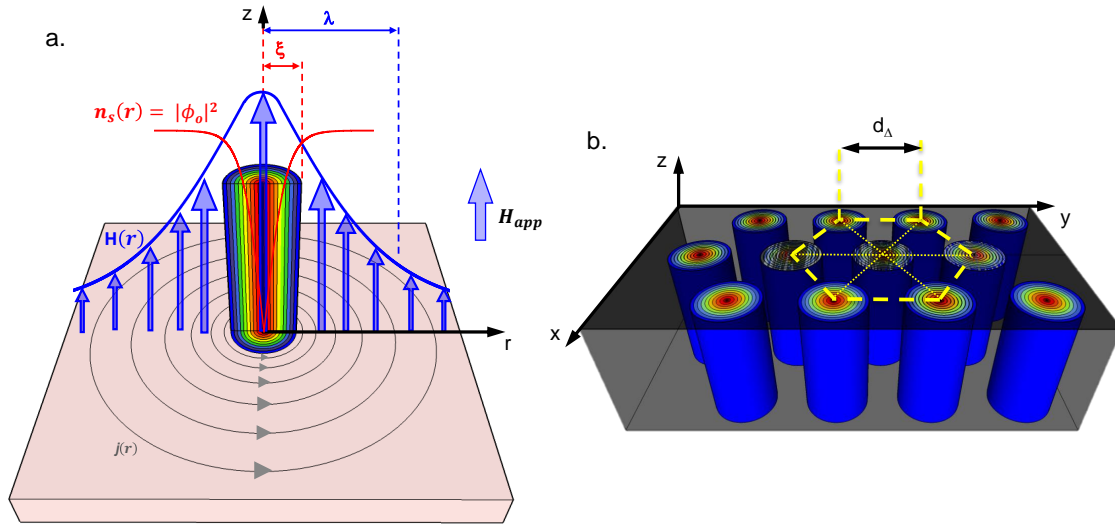 a.
z
λ
ξ
n_s(r) = |ϕ_o|²
H(r)
H_app
r
j(r)
b.
d_Δ
z
y
x